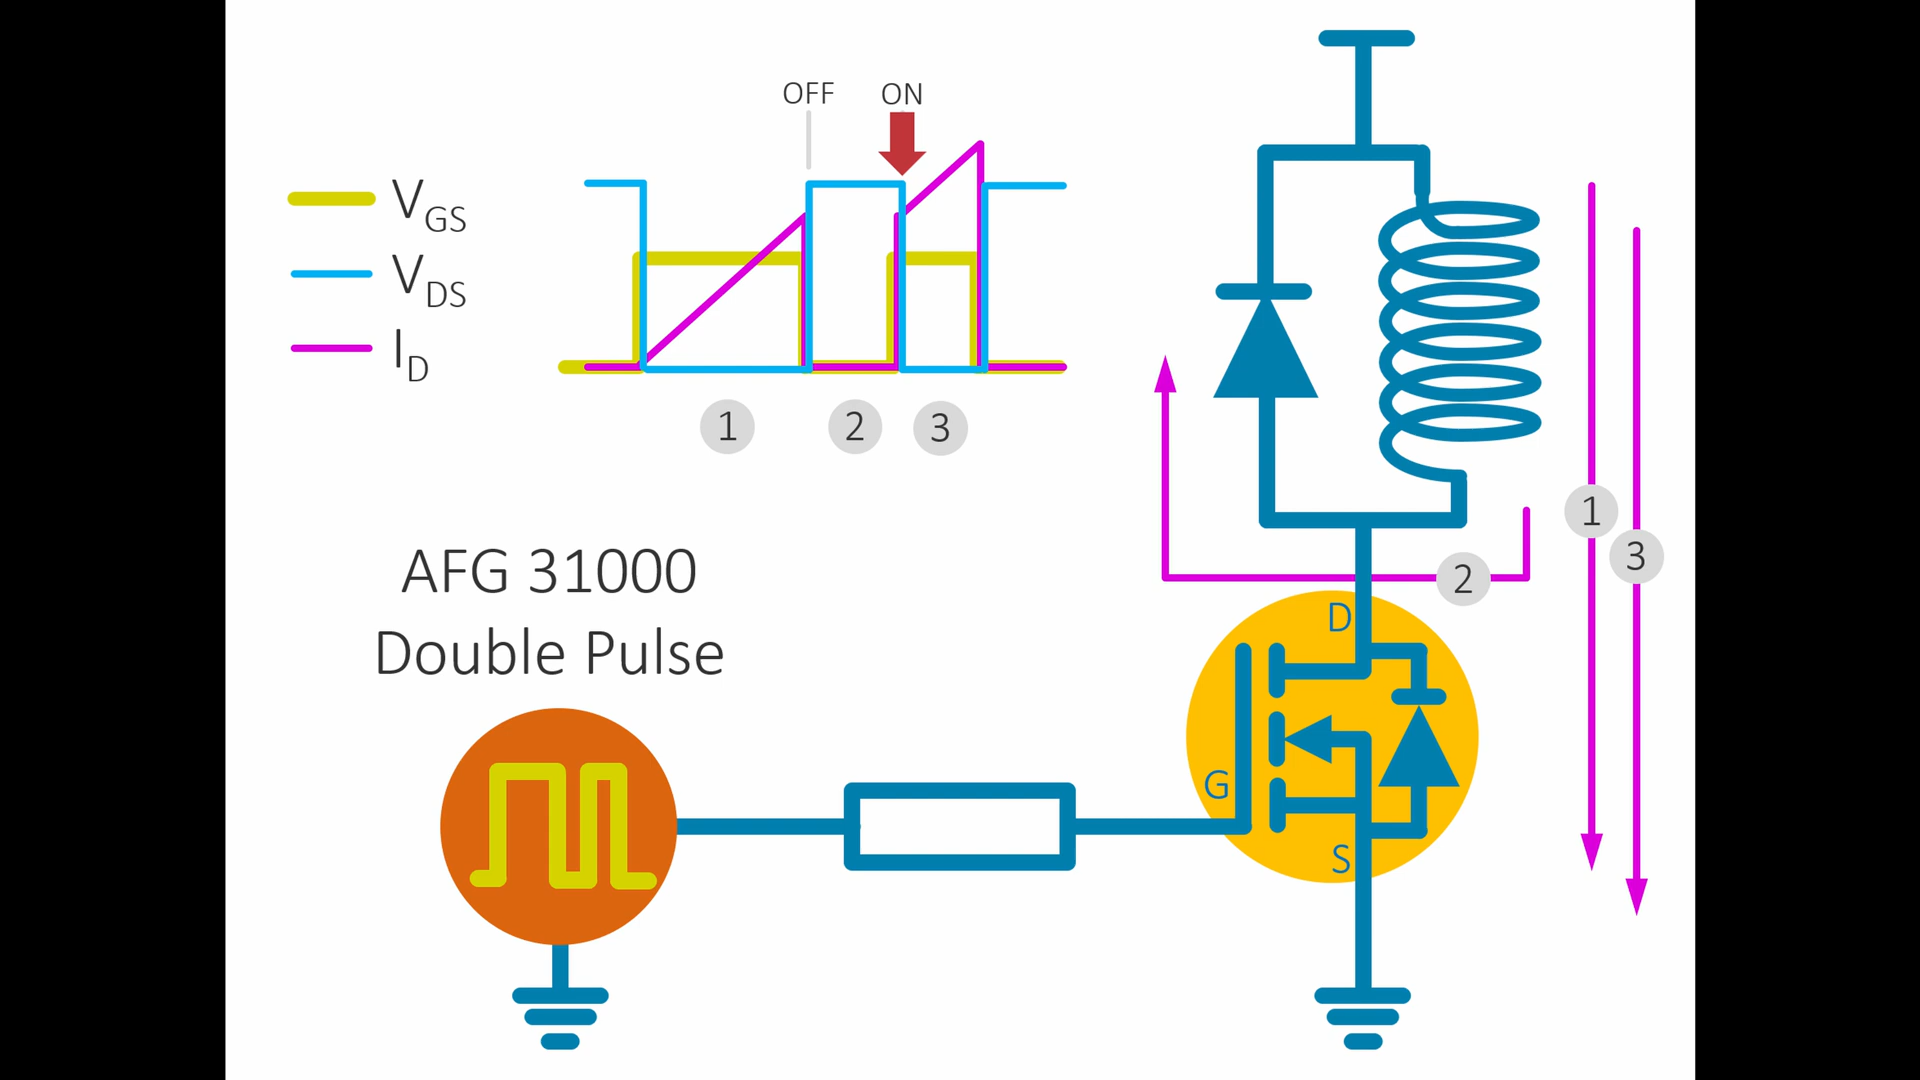 OFF
ON
VGS
VDS
ID
1
2
3
AFG 31000
Double Pulse
1
3
2
D
G
S